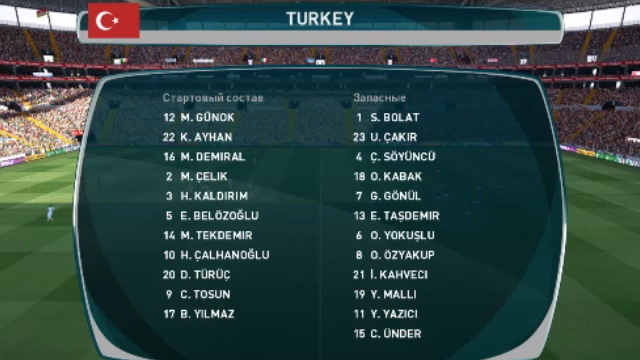 TURKEY
Стартовый состав
12 M. GÜNOK
22 K. AYHAN
16 M. DEMIRAL
2 M. ÇELIK
3 H. KALDIRIM
5 E. BELÖZOĞLU
14 M. TEKDEMIR
10 H. ÇALHANOĞLU
20 D. TÜRÜÇ
9 C. TOSUN
17 B. YILMAZ
Запасные
1 S. BOLAT
23 U. ÇAKIR
4 Ç. SÖYÜNCÜ
18 O. KABAK
7 G. GÖNÜL
13 E. TAŞDEMIR
6 O. YOKUŞLU
8 O. ÖZYAKUP
21 İ. KAHVECI
19 Y. MALLI
11 Y. YAZICI
15 C. ÜNDER